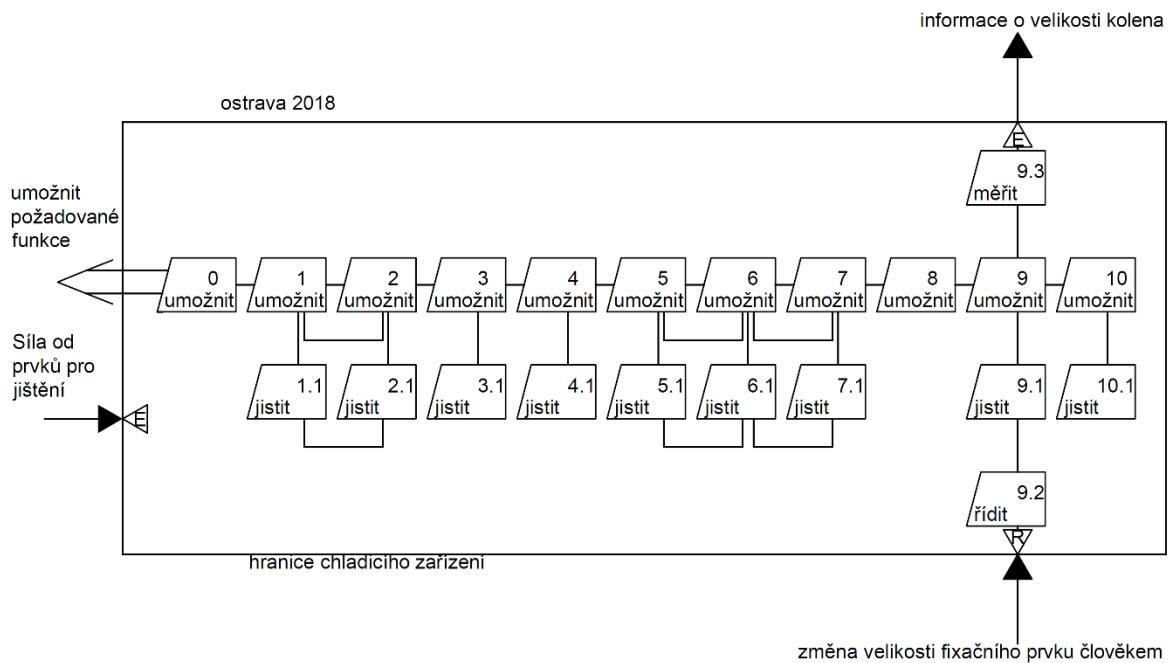 informace o velikosti kolena
ostrava 2018
E
9.3
měřit
umožnit
požadované
funkce
0
umožnit
1
umožnit
2
umožnit
3
umožnit
4
umožnit
5
umožnit
6
umožnit
7
umožnit
8
umožnit
9
umožnit
10
umožnit
Síla od
prvků pro
jištění
E
1.1
jistit
2.1
jistit
3.1
jistit
4.1
jistit
5.1
jistit
6.1
jistit
7.1
jistit
9.1
jistit
10.1
jistit
9.2
řídit
R
hranice chladicího zařízení
změna velikosti fixačního prvku člověkem